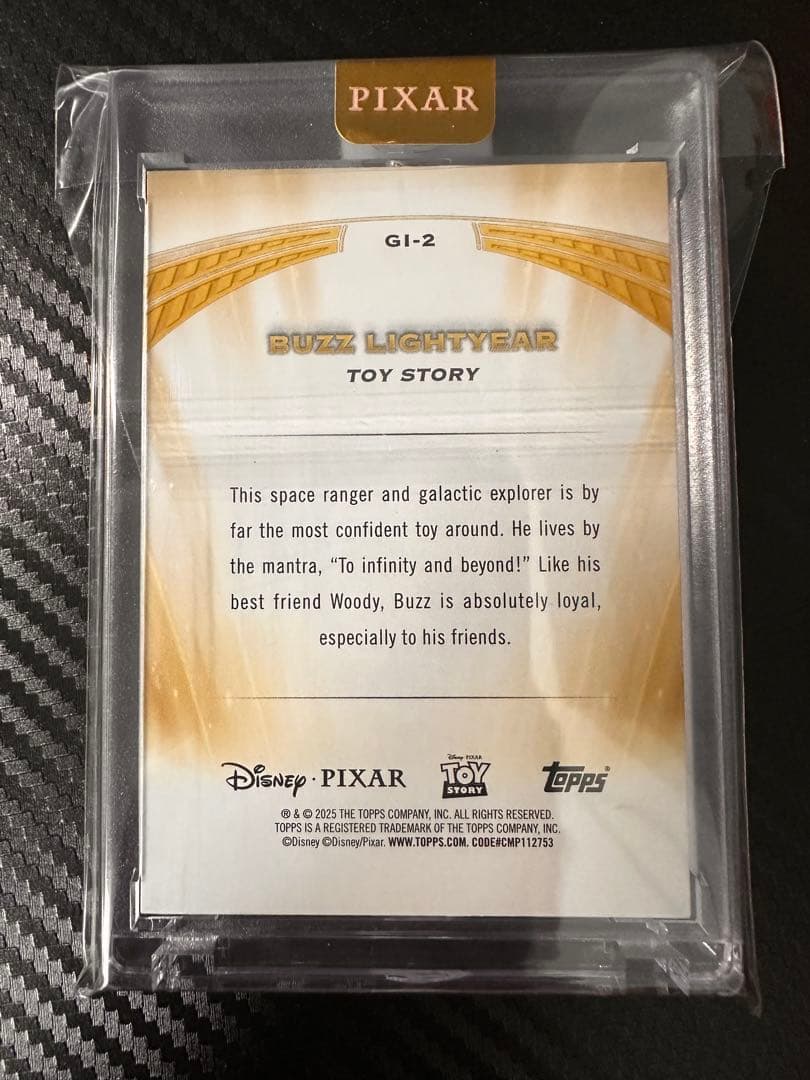 PIXAR
GI-2
BUZZ LIGHTYEAR
TOY STORY
This space ranger and galactic explorer is by
far the most confident toy around. He lives by
the mantra, “To infinity and beyond!” Like his
best friend Woody, Buzz is absolutely loyal,
especially to his friends.
Disney · PIXAR
Disney PIXAR
TOY
STORY
topps®
® & © 2025 THE TOPPS COMPANY, INC. ALL RIGHTS RESERVED.
TOPPS IS A REGISTERED TRADEMARK OF THE TOPPS COMPANY, INC.
©Disney ©Disney/Pixar. WWW.TOPPS.COM. CODE#CMP112753